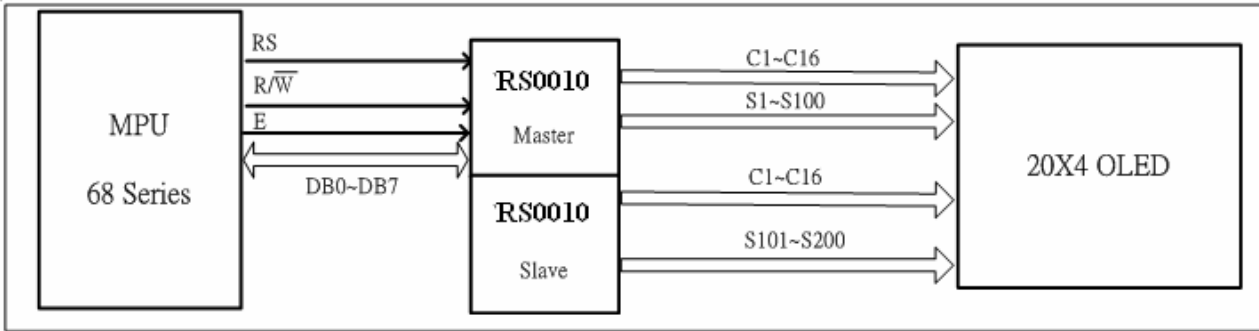 MPU
68 Series
RS
R/W̅
E
DB0~DB7
RS0010
Master
RS0010
Slave
C1~C16
S1~S100
C1~C16
S101~S200
20X4 OLED